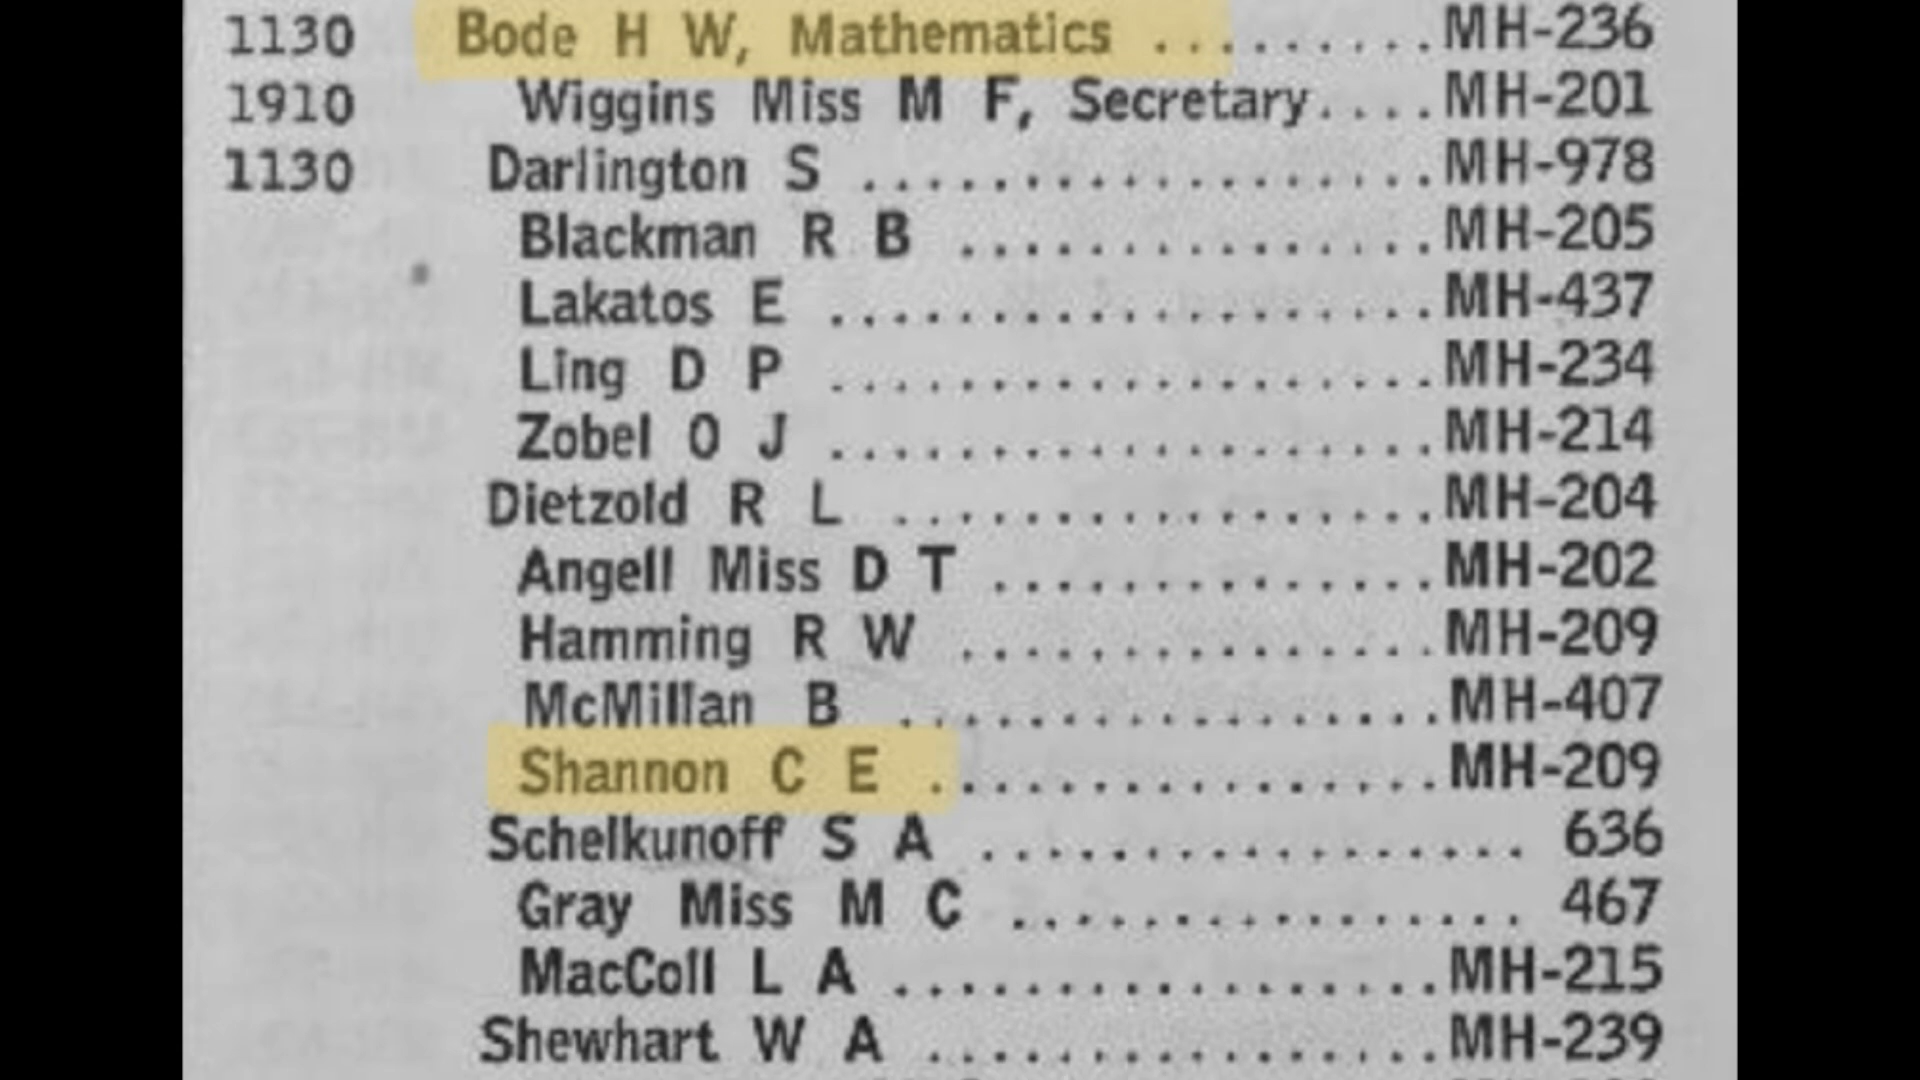 1130 Bode H W, Mathematics .........MH-236
1910 Wiggins Miss M F, Secretary....MH-201
1130 Darlington S ..................MH-978
Blackman R B ...............MH-205
Lakatos E ...................MH-437
Ling D P ...................MH-234
Zobel O J ...................MH-214
Dietzold R L .................MH-204
Angell Miss D T ..............MH-202
Hamming R W ...............MH-209
McMillan B .................MH-407
Shannon C E ................MH-209
Schelkunoff S A ................. 636
Gray Miss M C ................ 467
MacColl L A .................MH-215
Shewhart W A ................MH-239